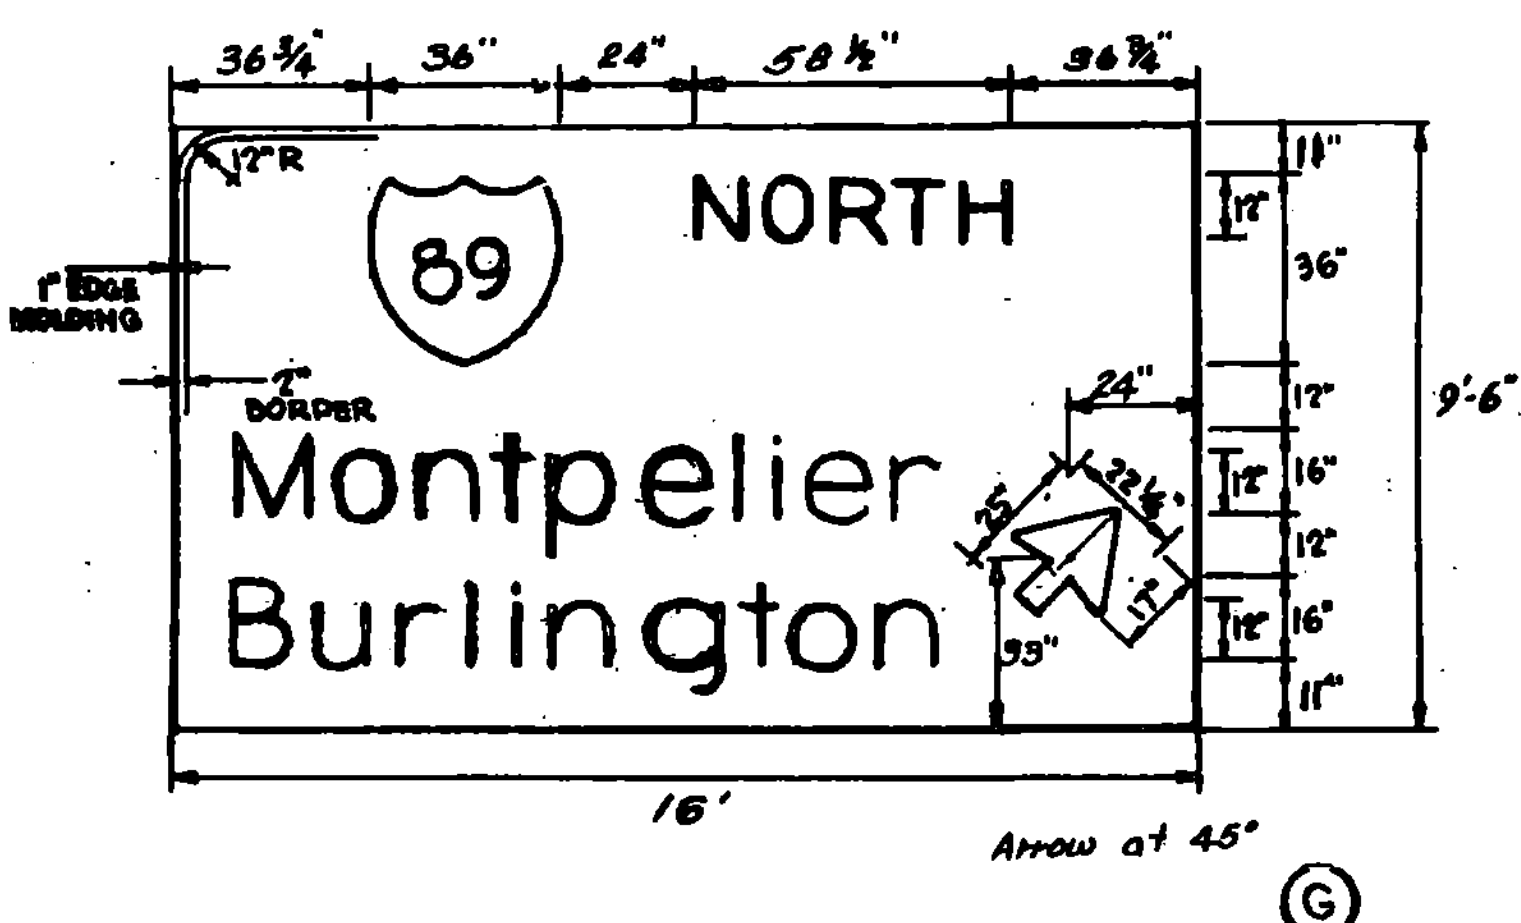 36 3/4" 36" 24" 58 1/2" 36 3/4"
12" R
NORTH
11"
12"
89
36"
1" EDGE
MOLDING
2"
BORDER
24"
12"
9'-6"
Montpelier
25"
22 1/2"
12"
16"
12"
Burlington
17"
33"
12"
16"
11"
16'
Arrow at 45°
G